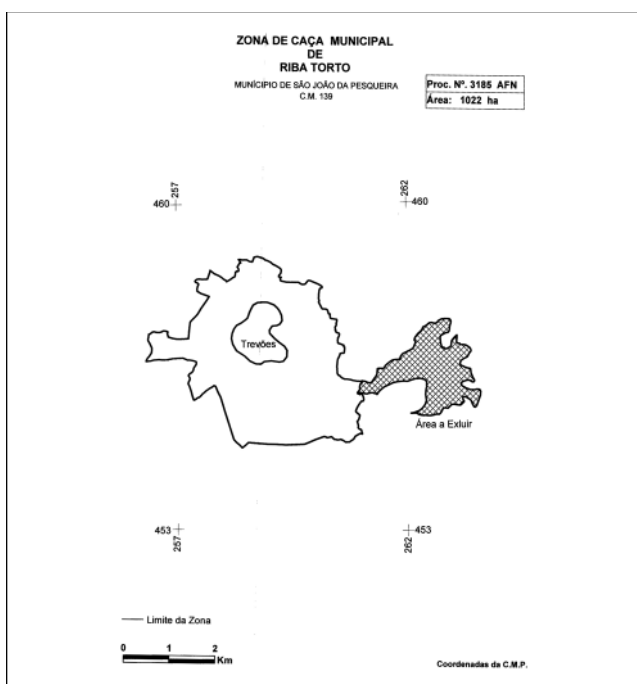 ZONA DE CAÇA MUNICIPAL
DE
RIBA TORTO
MUNICÍPIO DE SÃO JOÃO DA PESQUEIRA
C.M. 139
Proc. Nº. 3185 AFN
Área: 1022 ha
257
460
262
460
Trevões
Área a Exluir
453
257
453
262
Limite da Zona
0 1 2
Km
Coordenadas da C.M.P.